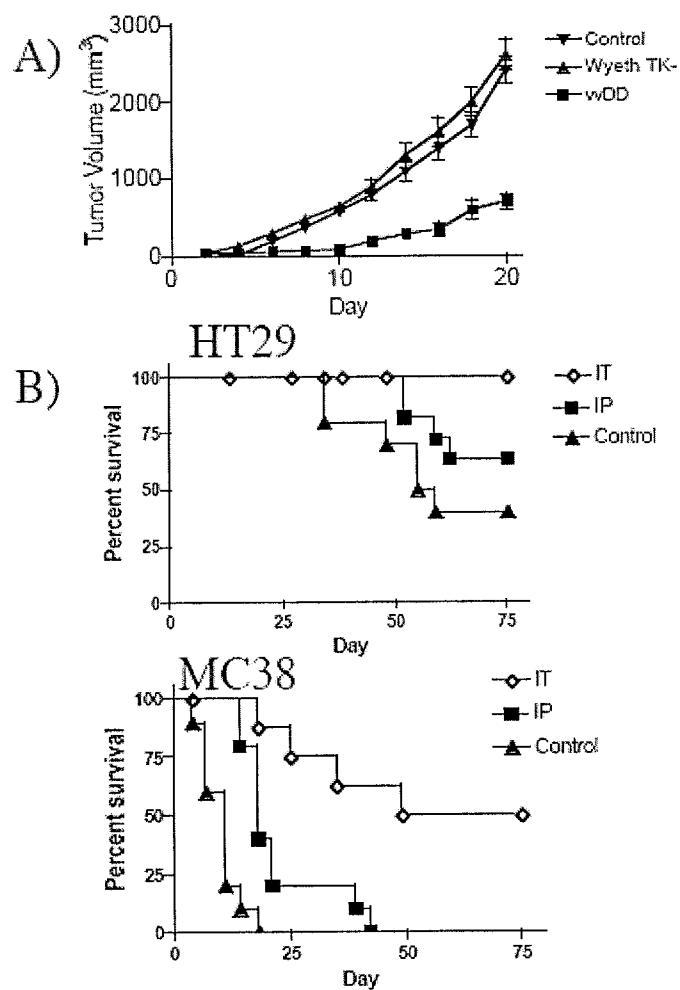 A)
Tumor Volume (mm³)
3000
2000
1000
0
0 10 20
Day
Control
Wyeth TK-
vvDD
B)
HT29
Percent survival
100
75
50
25
0
0 25 50 75
Day
IT
IP
Control
MC38
Percent survival
100
75
50
25
0
0 25 50 75
Day
IT
IP
Control